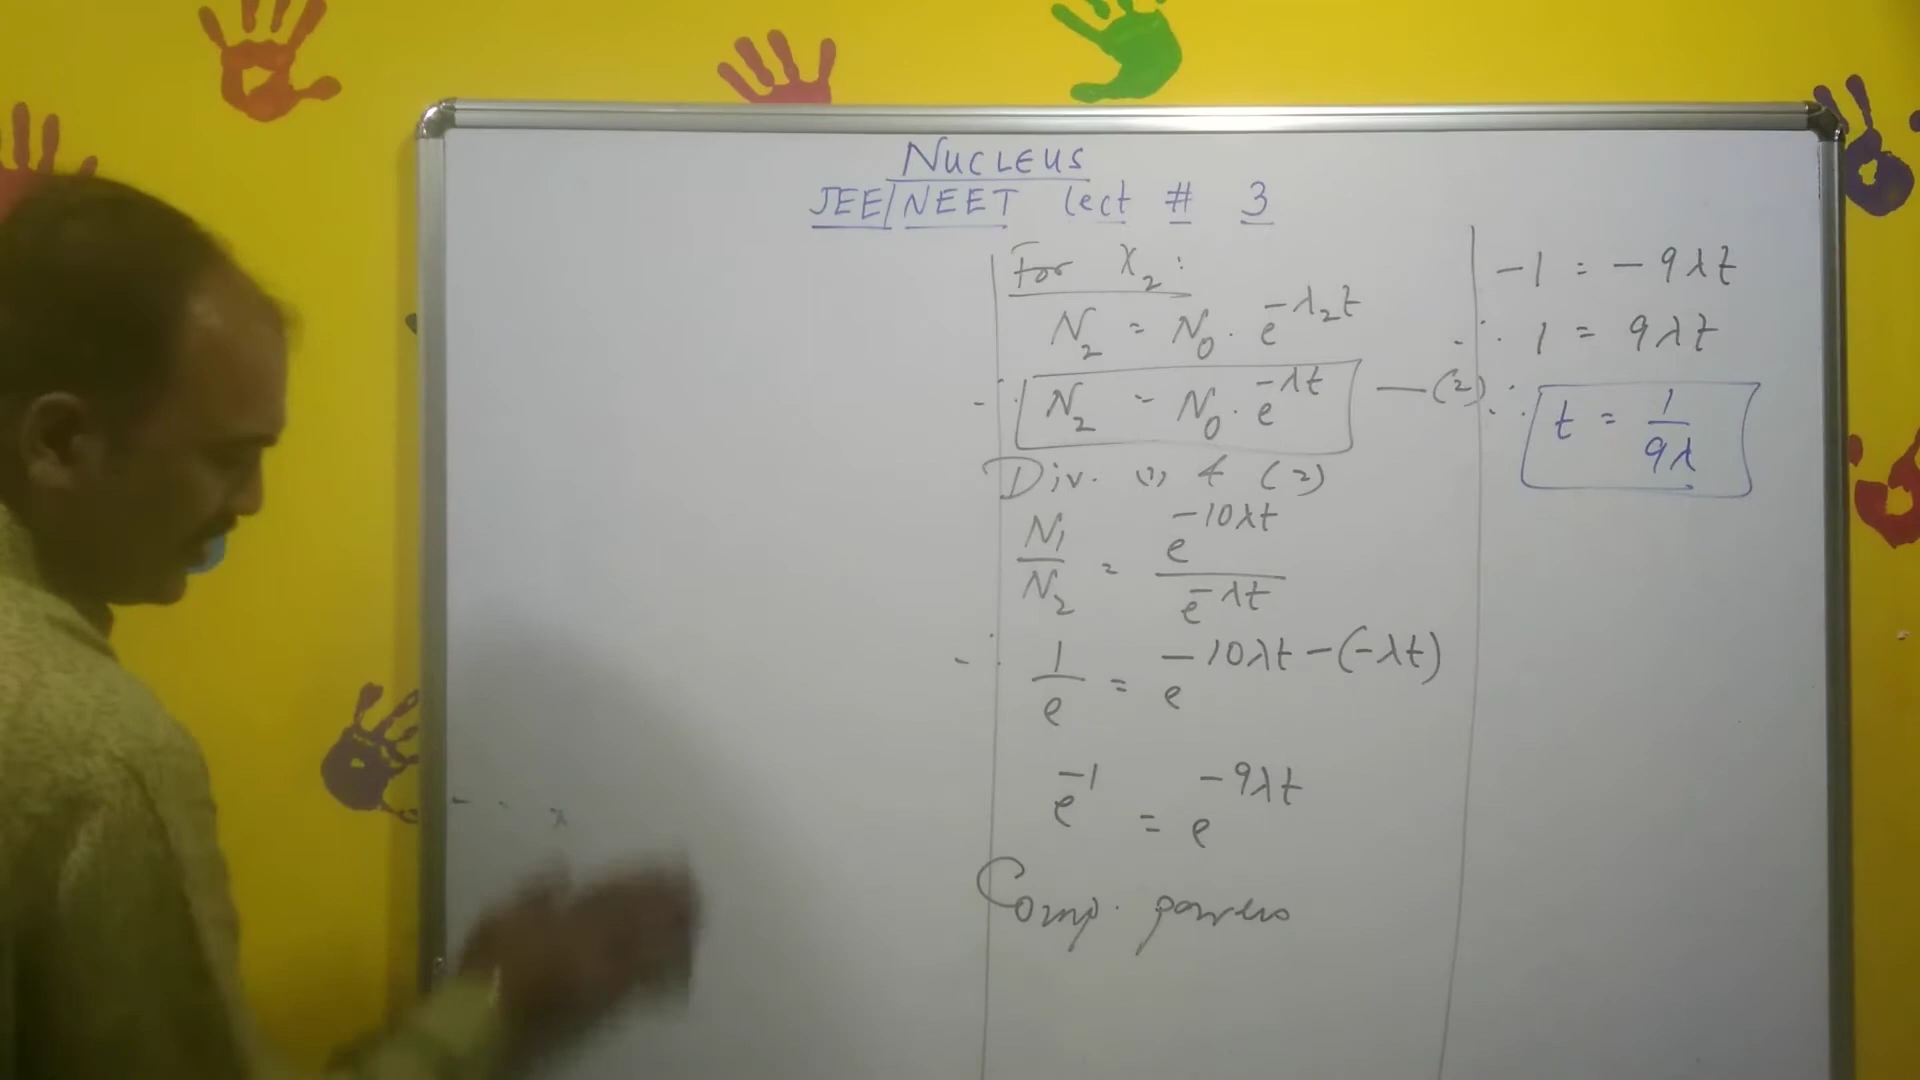 NUCLEUS
JEE/NEET Lect # 3
For X₂ :
N₂ = N₀ . e^(-λ₂t)
∴ N₂ = N₀ . e^(-λt) — (2)
Div. (1) & (2)
N₁/N₂ = e^(-10λt)/e^(-λt)
∴ 1/e = e^(-10λt-(-λt))
e^(-1) = e^(-9λt)
Comp. powers
-1 = -9λt
∴ 1 = 9λt
∴ t = 1/9λ